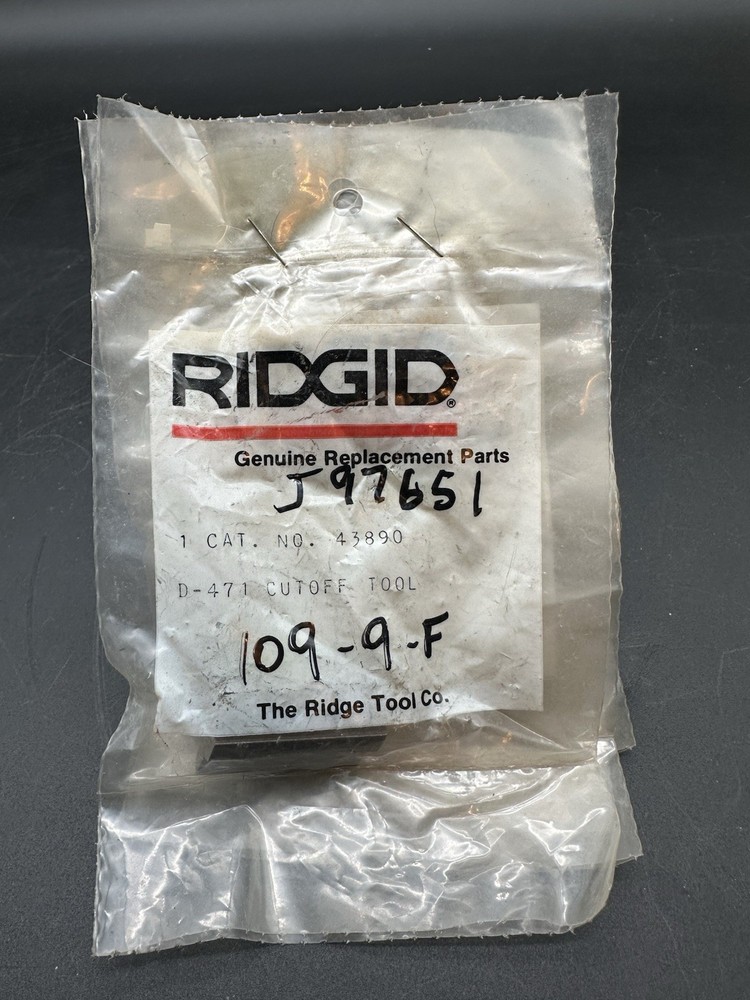 RIDGID®
Genuine Replacement Parts
J97651
1 CAT. NO. 43890
D-471 CUTOFF TOOL
109-9-F
The Ridge Tool Co.